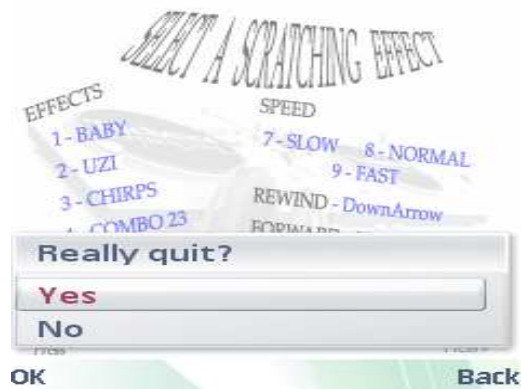 SELECT A SCRATCHING EFFECT
EFFECTS
1 - BABY
2 - UZI
3 - CHIRPS
COMBO 23
SPEED
7 - SLOW 8 - NORMAL
9 - FAST
REWIND - DownArrow
FORWARD
Really quit?
Yes
No
OK
Back